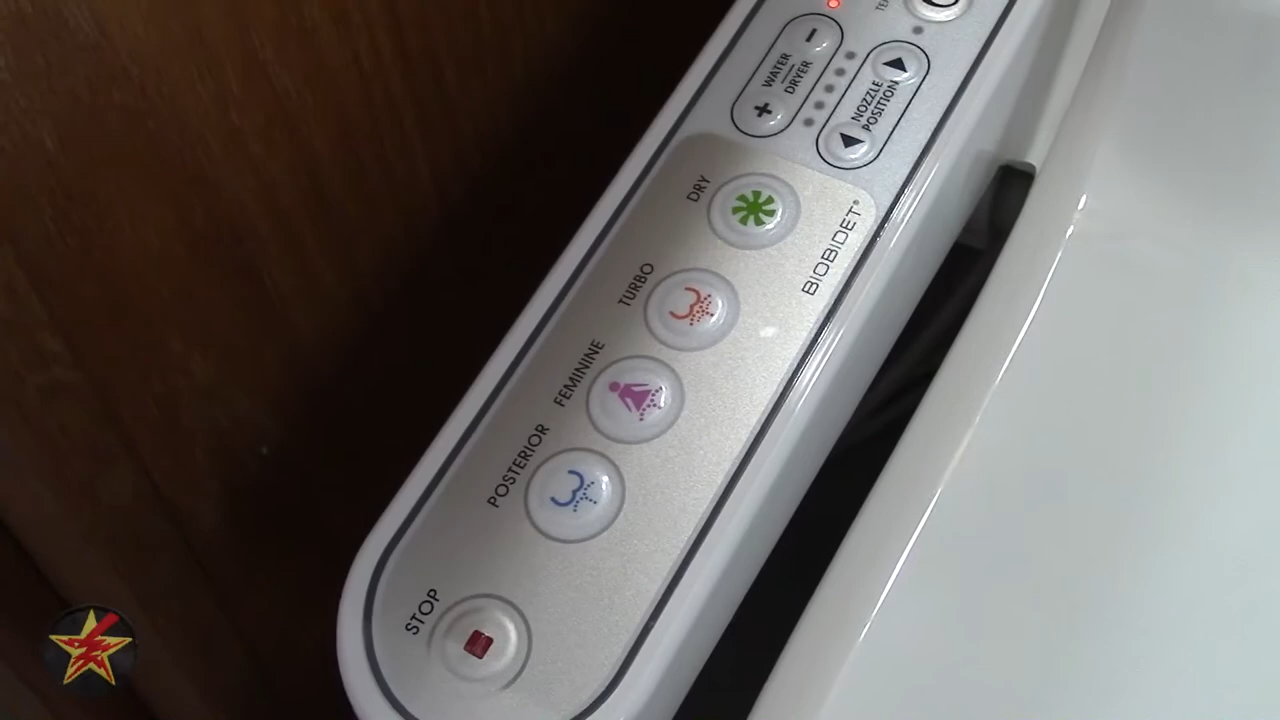 WATER
DRYER
NOZZLE
POSITION
DRY
TURBO
FEMININE
POSTERIOR
STOP
BIOBIDET®